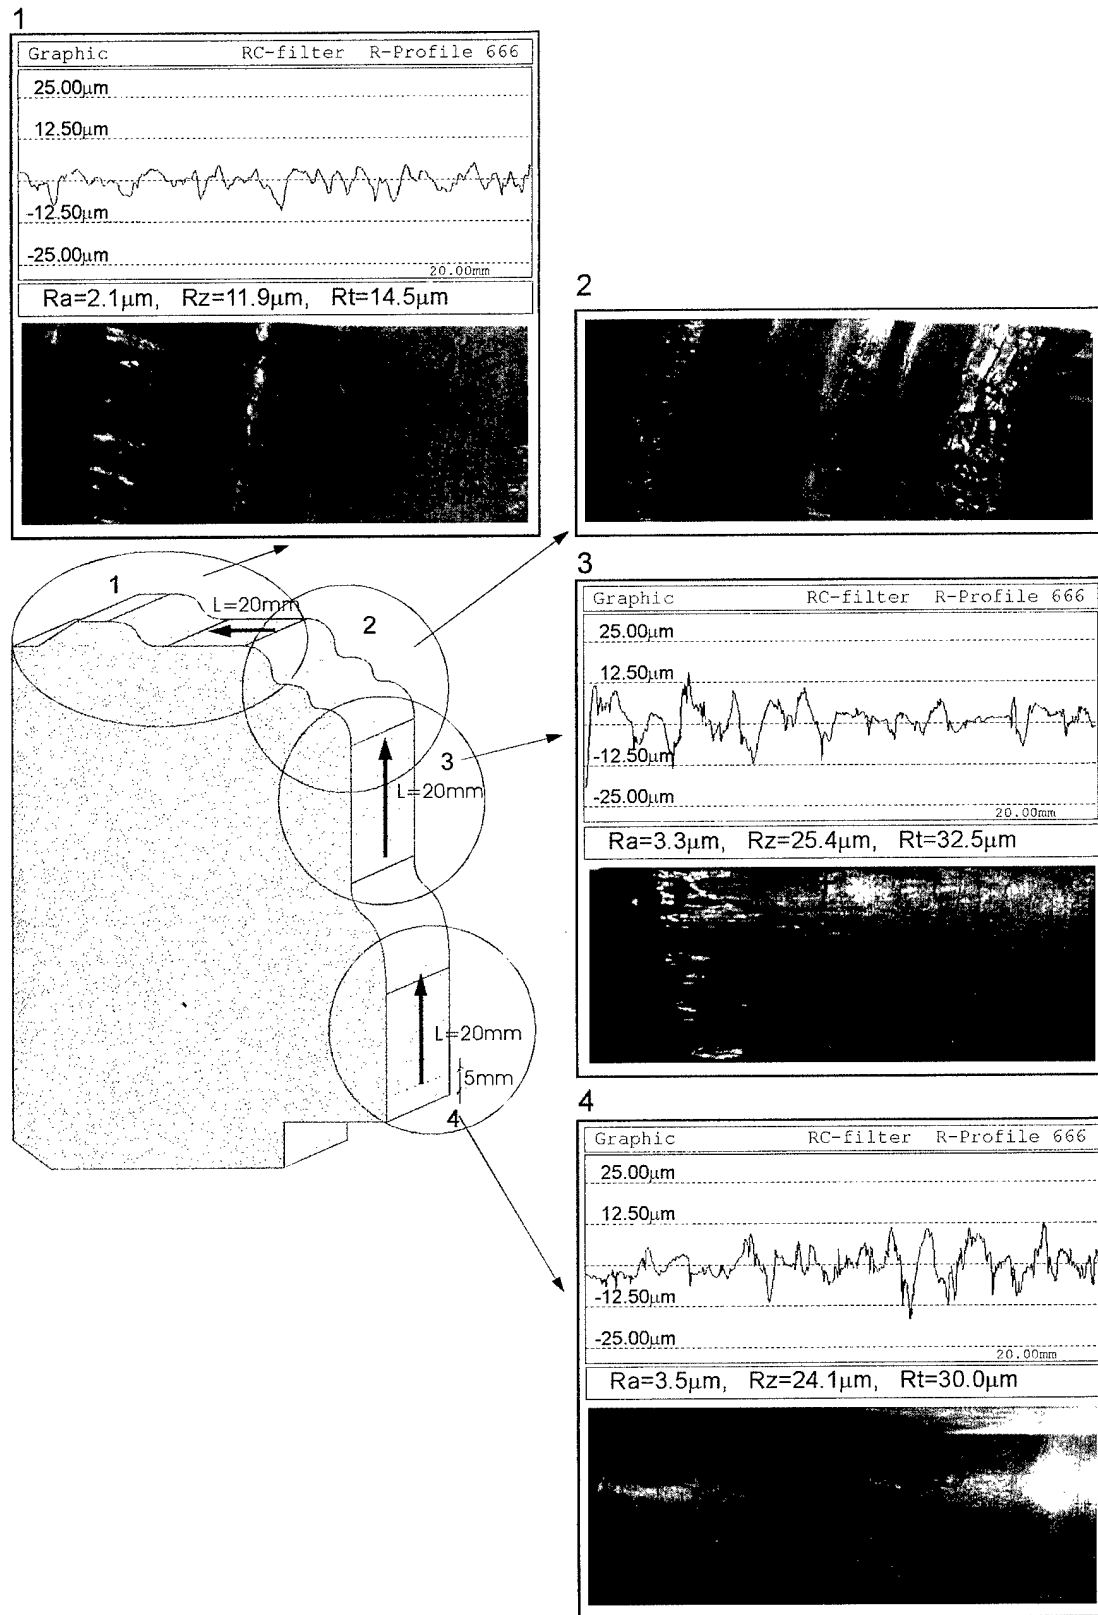 1
Graphic RC-filter R-Profile 666
25.00µm
12.50µm
-12.50µm
-25.00µm
20.00mm
Ra=2.1µm, Rz=11.9µm, Rt=14.5µm
2
1
L=20mm
2
3
L=20mm
L=20mm
5mm
4
3
Graphic RC-filter R-Profile 666
25.00µm
12.50µm
-12.50µm
-25.00µm
20.00mm
Ra=3.3µm, Rz=25.4µm, Rt=32.5µm
4
Graphic RC-filter R-Profile 666
25.00µm
12.50µm
-12.50µm
-25.00µm
20.00mm
Ra=3.5µm, Rz=24.1µm, Rt=30.0µm